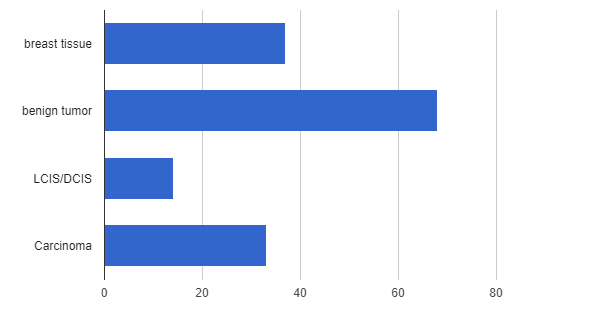 breast tissue
benign tumor
LCIS/DCIS
Carcinoma
0 20 40 60 80